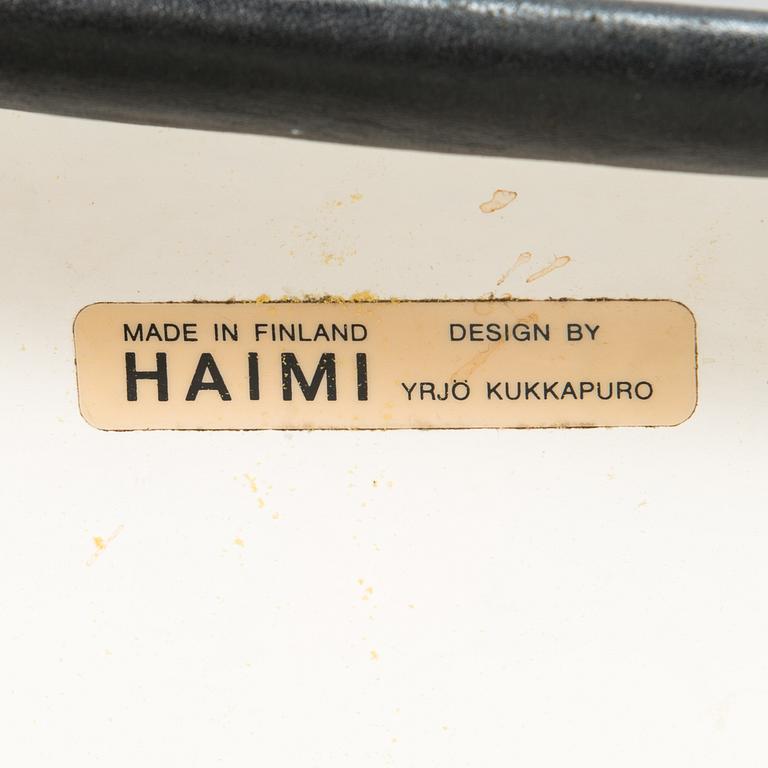 MADE IN FINLAND
HAIMI
DESIGN BY
YRJÖ KUKKAPURO